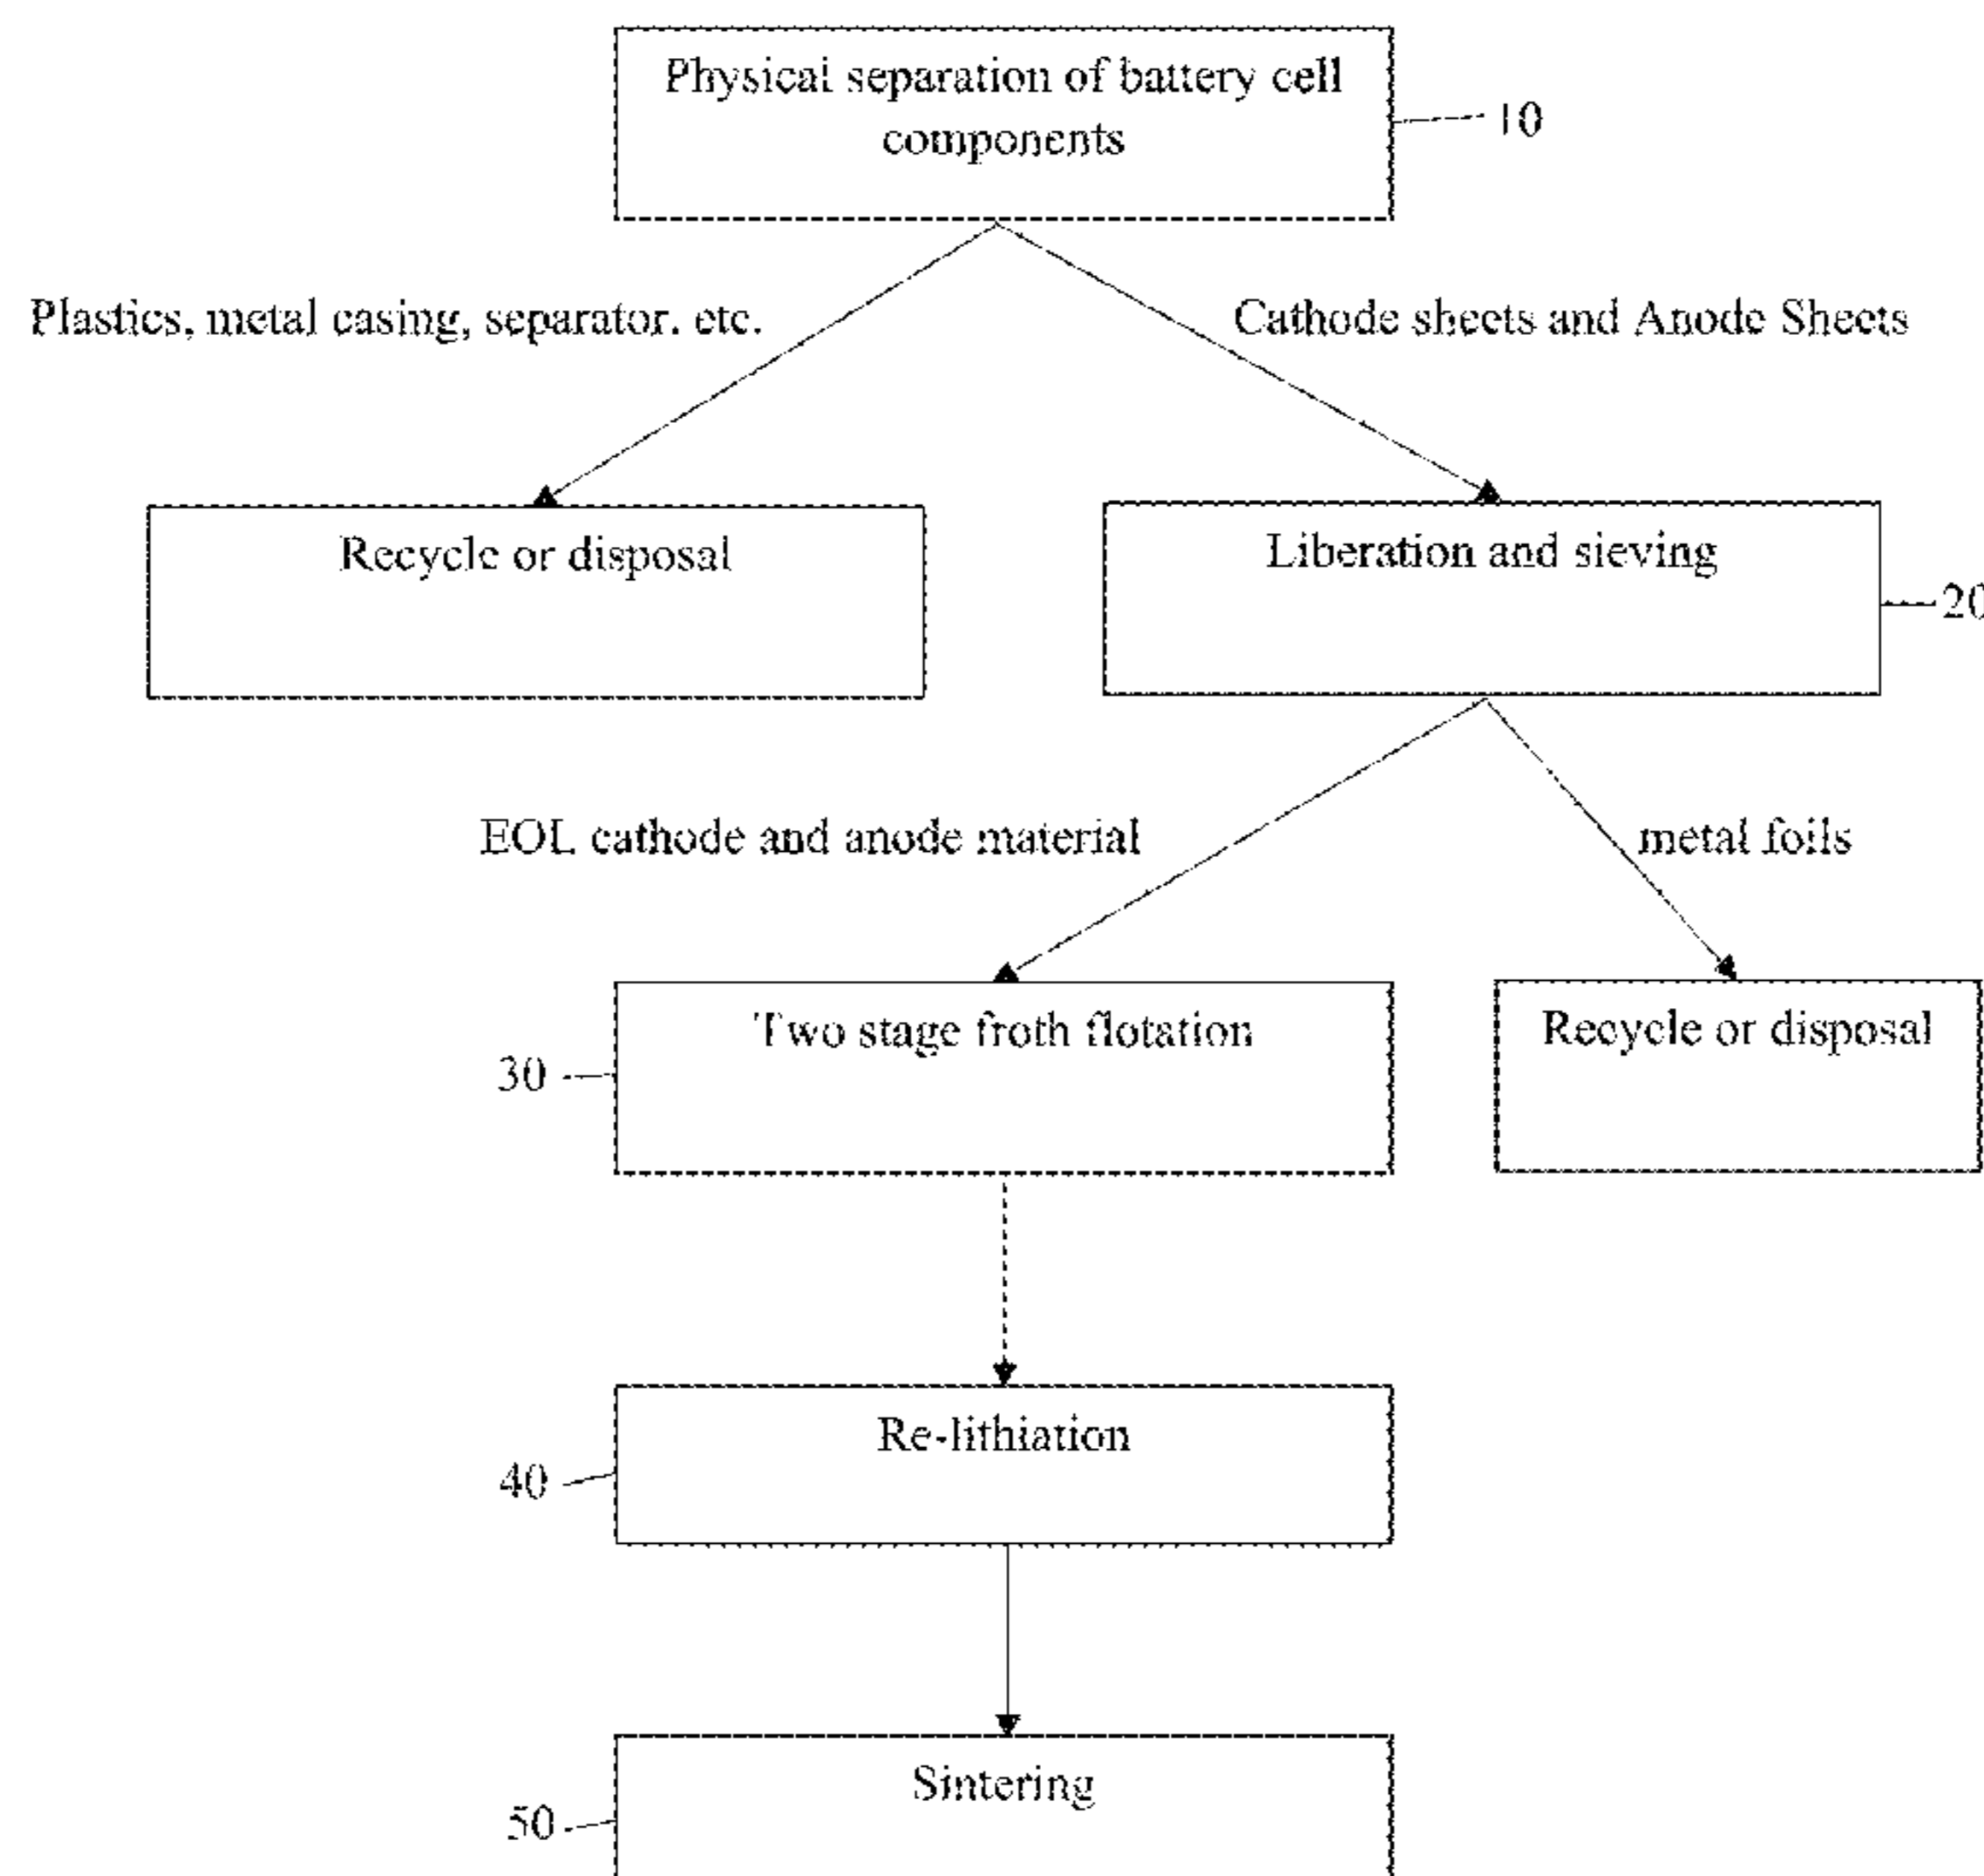 Physical separation of battery cell
components
10
Plastics, metal casing, separator. etc.
Cathode sheets and Anode Sheets
Recycle or disposal
Liberation and sieving
20
EOL cathode and anode material
metal foils
Two stage froth flotation
Recycle or disposal
30
Re-lithiation
40
Sintering
50